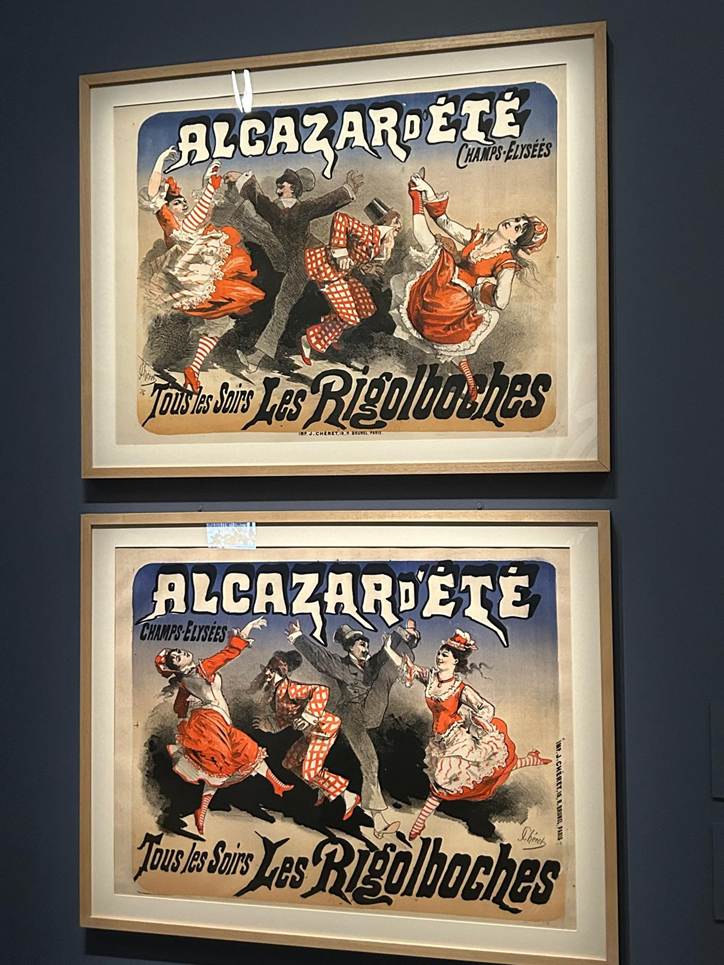 ALCAZAR D'ÉTÉ
CHAMPS-ELYSÉES
Tous les Soirs Les Rigolboches
IMP. J. CHÉRET, 18, R. BRUNEL, PARIS
ALCAZAR D'ÉTÉ
CHAMPS-ELYSÉES
IMP. J. CHÉRET, 18, R. BRUNEL, PARIS
J. Chéret
Tous les Soirs Les Rigolboches